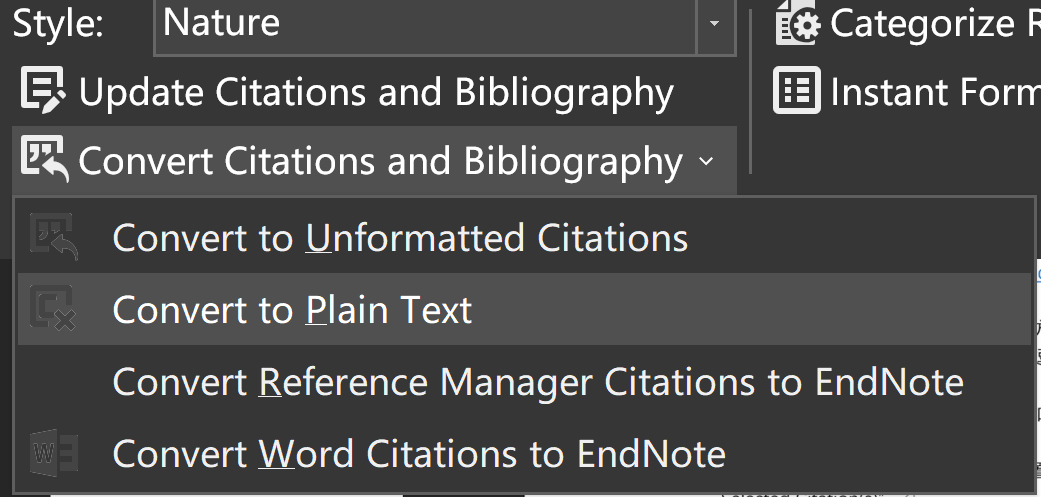 Style: Nature
Categorize
Update Citations and Bibliography
Instant Form
Convert Citations and Bibliography
Convert to Unformatted Citations
Convert to Plain Text
Convert Reference Manager Citations to EndNote
Convert Word Citations to EndNote